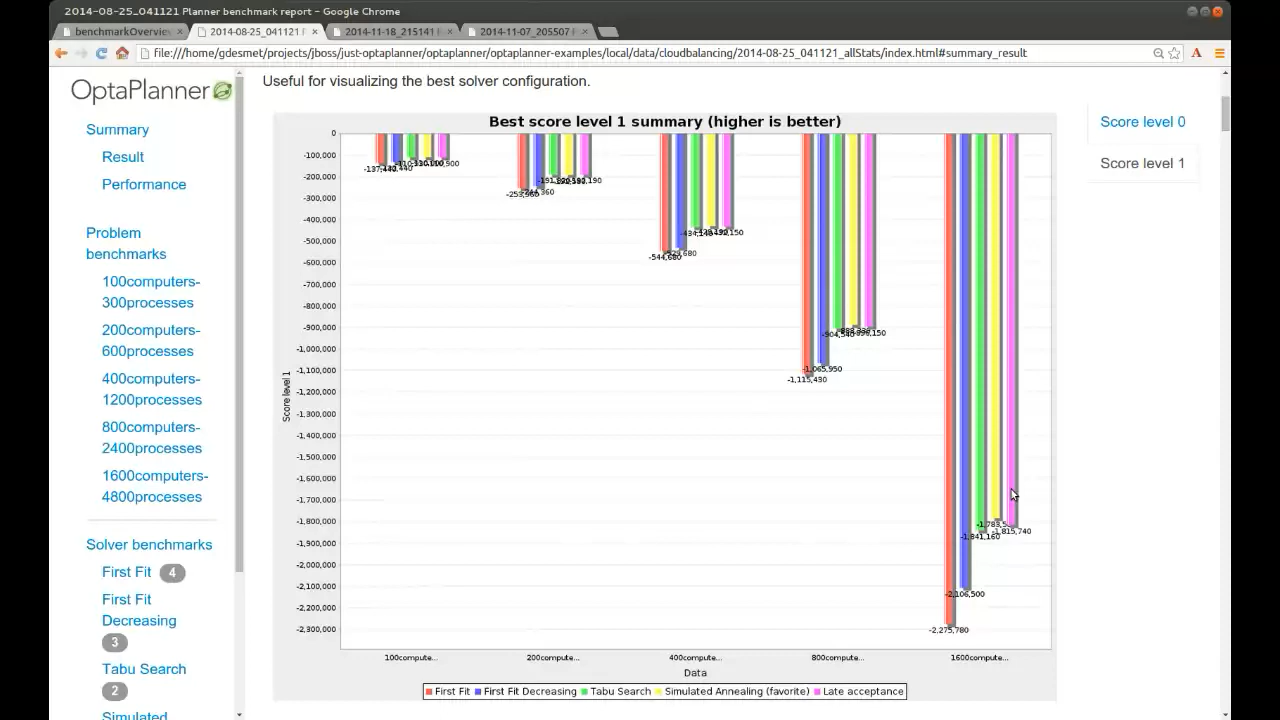 2014-08-25_041121 Planner benchmark report - Google Chrome
benchmarkOvervie
2014-08-25_041121 F
2014-11-18_215141
2014-11-07_205507 F
file:///home/gdesmet/projects/jboss/just-optaplanner/optaplanner/optaplanner-examples/local/data/cloudbalancing/2014-08-25_041121_allStats/index.html#summary_result
OptaPlanner
Summary
Result
Performance
Problem
benchmarks
100computers-
300processes
200computers-
600processes
400computers-
1200processes
800computers-
2400processes
1600computers-
4800processes
Solver benchmarks
First Fit 4
First Fit
Decreasing
3
Tabu Search
2
Simulated
Useful for visualizing the best solver configuration.
Best score level 1 summary (higher is better)
Score level 1
0
-100,000
-200,000
-300,000
-400,000
-500,000
-600,000
-700,000
-800,000
-900,000
-1,000,000
-1,100,000
-1,200,000
-1,300,000
-1,400,000
-1,500,000
-1,600,000
-1,700,000
-1,800,000
-1,900,000
-2,000,000
-2,100,000
-2,200,000
-2,300,000
-544,680
-904,540
-1,065,950
-1,115,430
-1,815,740
-1,841,160
-2,106,500
-2,275,780
100compute...
200compute...
400compute...
800compute...
1600compute...
Data
First Fit First Fit Decreasing Tabu Search Simulated Annealing (favorite) Late acceptance
Score level 0
Score level 1